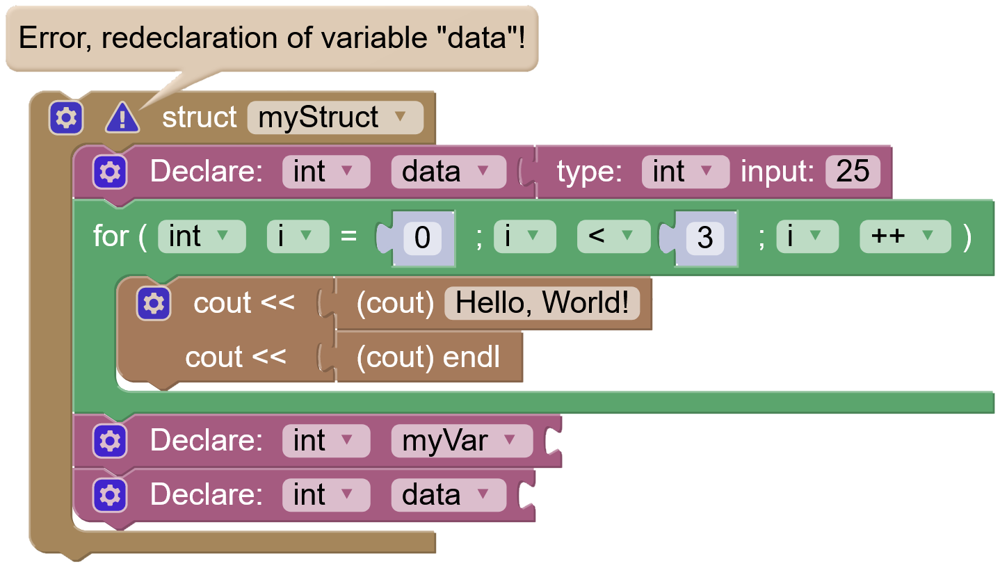 Error, redeclaration of variable "data"!
struct myStruct
Declare: int data type: int input: 25
for ( int i = 0 ; i < 3 ; i ++ )
cout << (cout) Hello, World!
cout << (cout) endl
Declare: int myVar
Declare: int data